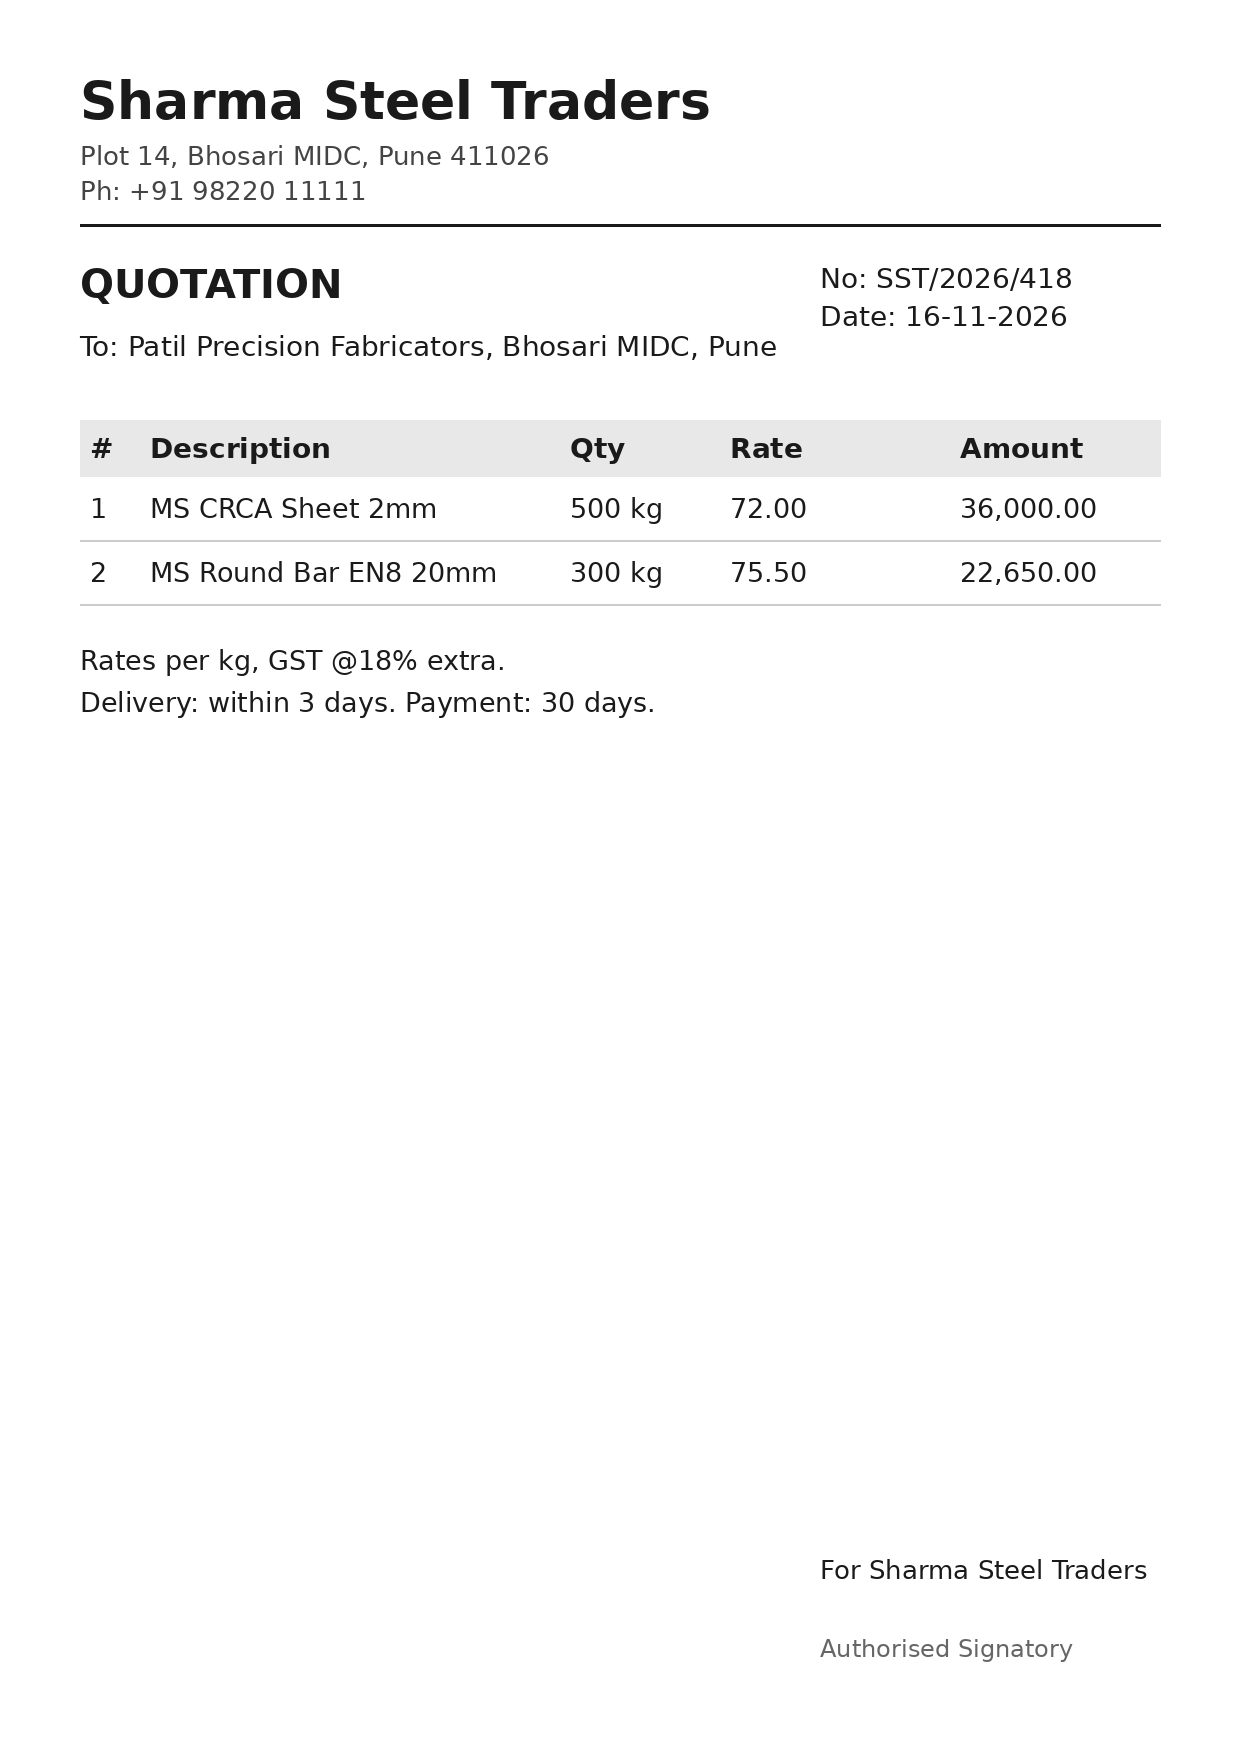 Sharma Steel Traders
Plot 14, Bhosari MIDC, Pune 411026
Ph: +91 98220 11111
QUOTATION
No: SST/2026/418
Date: 16-11-2026
To: Patil Precision Fabricators, Bhosari MIDC, Pune
# Description Qty Rate Amount
1 MS CRCA Sheet 2mm 500 kg 72.00 36,000.00
2 MS Round Bar EN8 20mm 300 kg 75.50 22,650.00
Rates per kg, GST @18% extra.
Delivery: within 3 days. Payment: 30 days.
For Sharma Steel Traders
Authorised Signatory